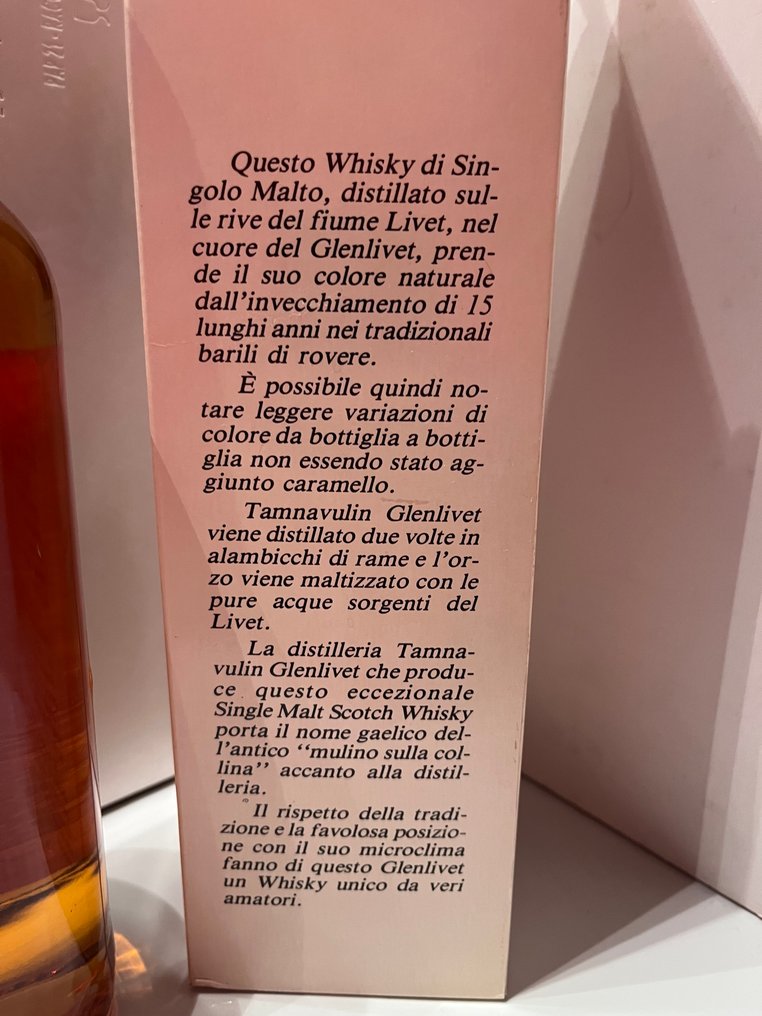 Questo Whisky di Sin-
golo Malto, distillato sul-
le rive del fiume Livet, nel
cuore del Glenlivet, pren-
de il suo colore naturale
dall'invecchiamento di 15
lunghi anni nei tradizionali
barili di rovere.
È possibile quindi no-
tare leggere variazioni di
colore da bottiglia a botti-
glia non essendo stato ag-
giunto caramello.
Tamnavulin Glenlivet
viene distillato due volte in
alambicchi di rame e l'or-
zo viene maltizzato con le
pure acque sorgenti del
Livet.
La distilleria Tamna-
vulin Glenlivet che produ-
ce questo eccezionale
Single Malt Scotch Whisky
porta il nome gaelico del-
l'antico "mulino sulla col-
lina" accanto alla distil-
leria.
Il rispetto della tradi-
zione e la favolosa posizio-
ne con il suo microclima
fanno di questo Glenlivet
un Whisky unico da veri
amatori.